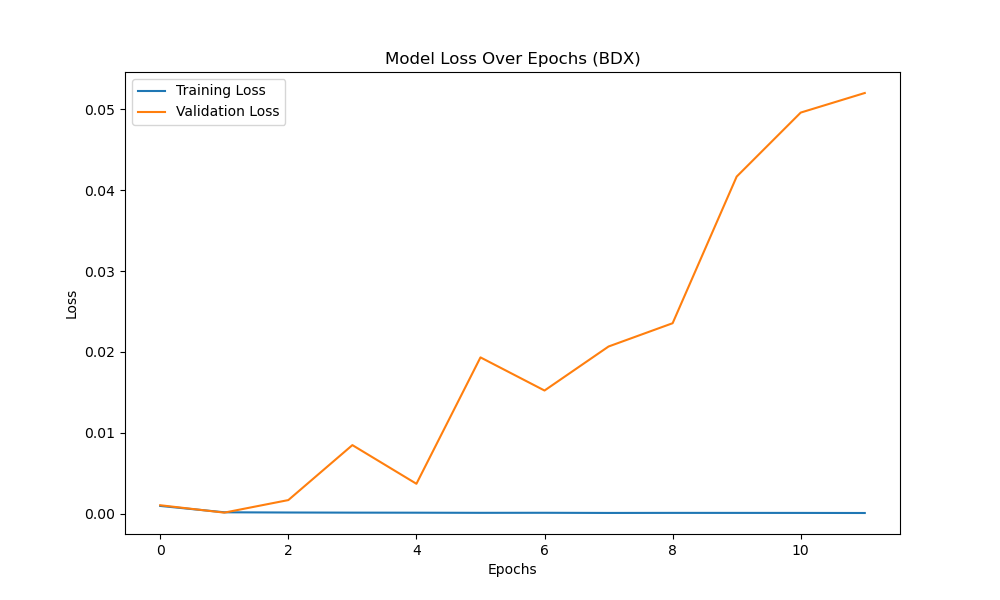 Model Loss Over Epochs (BDX)
Training Loss
Validation Loss
0.05
0.04
0.03
0.02
0.01
0.00
Loss
0 2 4 6 8 10
Epochs